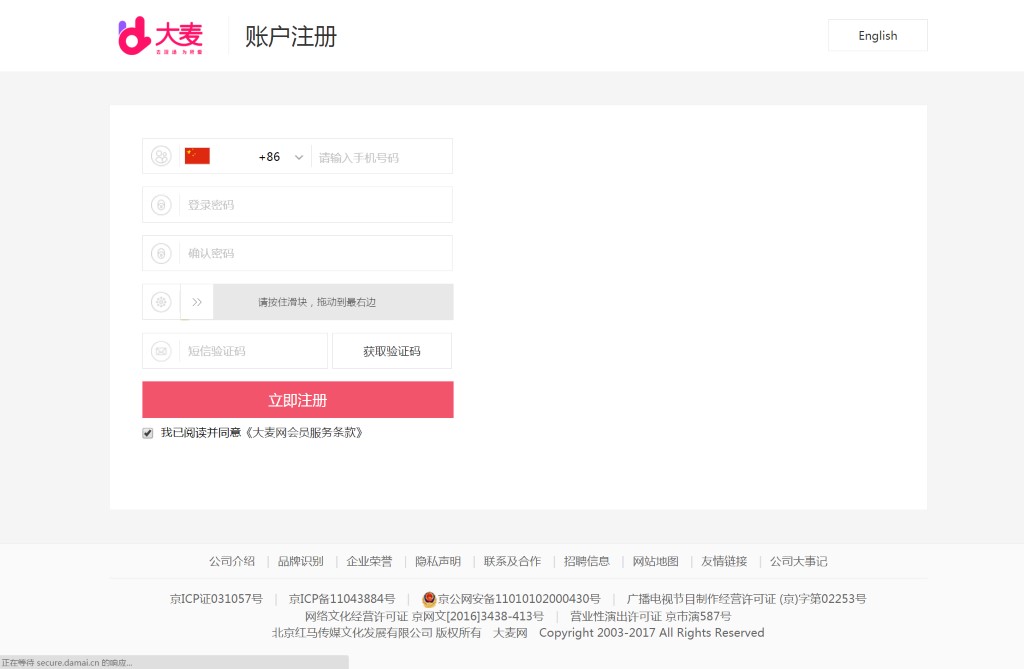 大麦
去现场 为所爱
账户注册
English
+86
请输入手机号码
登录密码
确认密码
请按住滑块，拖动到最右边
短信验证码
获取验证码
立即注册
我已阅读并同意《大麦网会员服务条款》
公司介绍 | 品牌识别 | 企业荣誉 | 隐私声明 | 联系及合作 | 招聘信息 | 网站地图 | 友情链接 | 公司大事记
京ICP证031057号 | 京ICP备11043884号 | 京公网安备11010102000430号 | 广播电视节目制作经营许可证 (京)字第02253号
网络文化经营许可证 京网文[2016]3438-413号 | 营业性演出许可证 京市演587号
北京红马传媒文化发展有限公司 版权所有 大麦网 Copyright 2003-2017 All Rights Reserved
正在等待 secure.damai.cn 的响应...